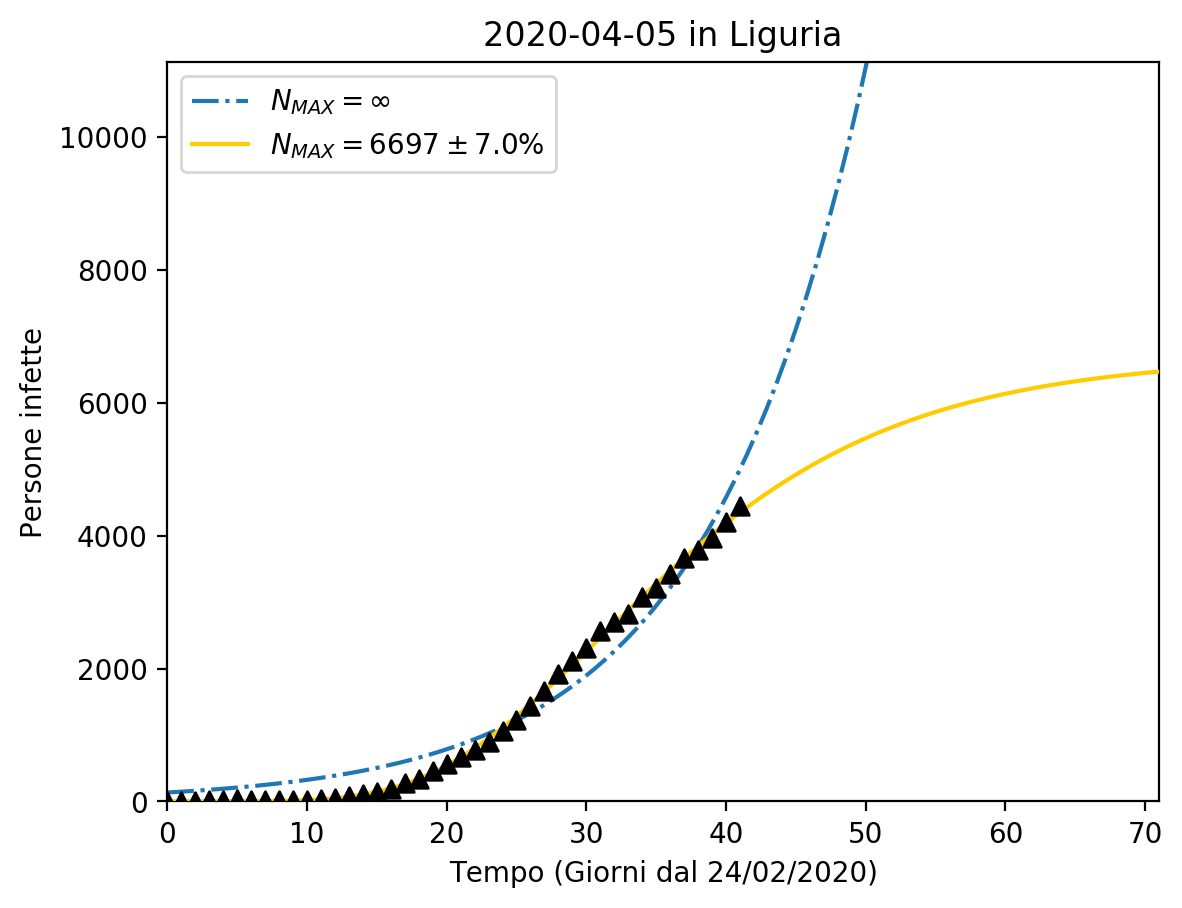 2020-04-05 in Liguria
N_MAX = ∞
N_MAX = 6697 ± 7.0%
10000
8000
6000
4000
2000
0
Persone infette
0 10 20 30 40 50 60 70
Tempo (Giorni dal 24/02/2020)